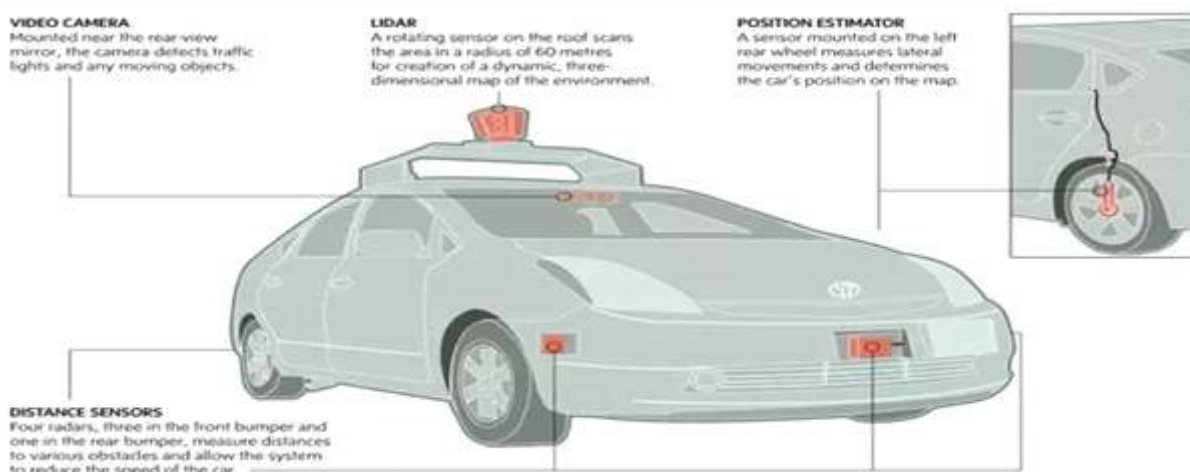 VIDEO CAMERA
Mounted near the rear-view
mirror, the camera detects traffic
lights and any moving objects.
LIDAR
A rotating sensor on the roof scans
the area in a radius of 60 metres
for creation of a dynamic, three-
dimensional map of the environment.
POSITION ESTIMATOR
A sensor mounted on the left
rear wheel measures lateral
movements and determines
the car's position on the map.
DISTANCE SENSORS
Four radars, three in the front bumper and
one in the rear bumper, measure distances
to various obstacles and allow the system
to reduce the speed of the car